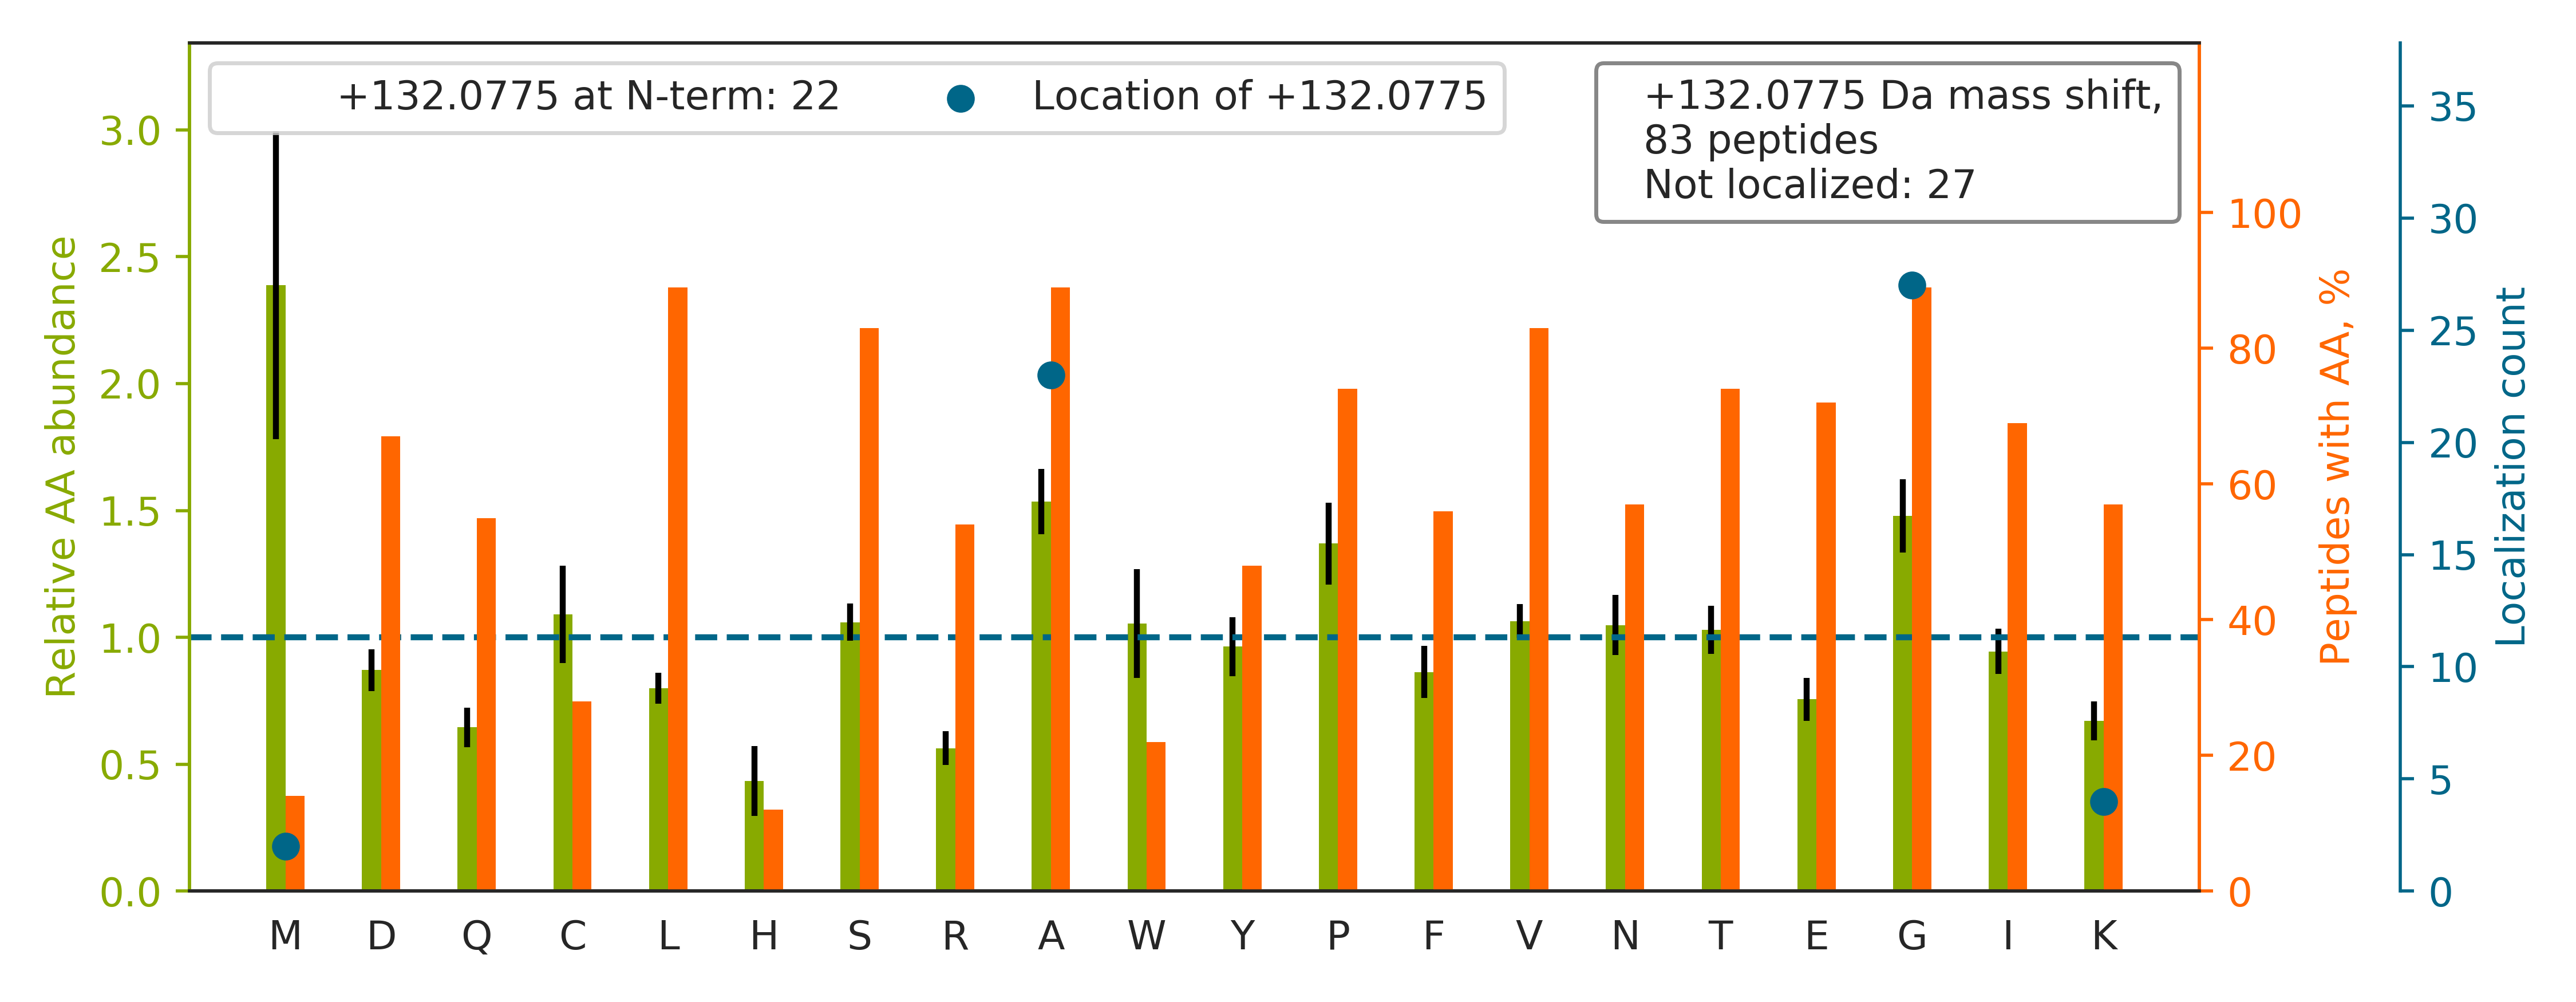 +132.0775 at N-term: 22
Location of +132.0775
+132.0775 Da mass shift,
83 peptides
Not localized: 27
Relative AA abundance
3.0
2.5
2.0
1.5
1.0
0.5
0.0
100
80
60
40
20
0
Peptides with AA, %
35
30
25
20
15
10
5
0
Localization count
M D Q C L H S R A W Y P F V N T E G I K